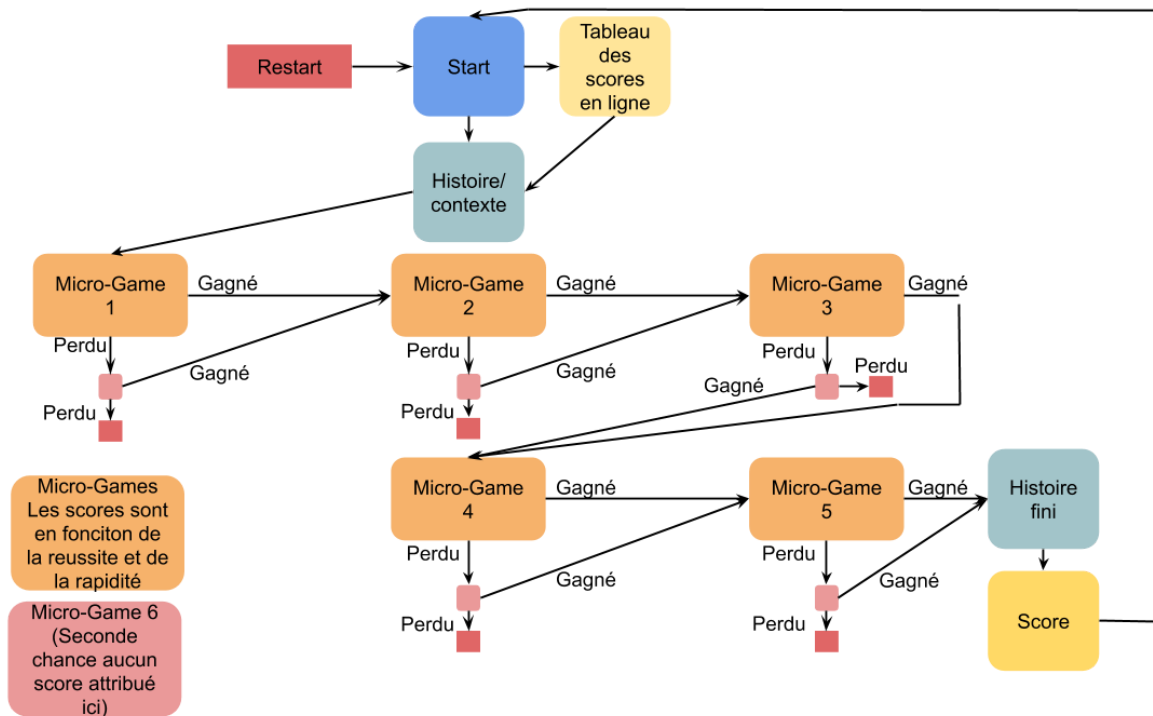 Restart
Start
Tableau
des
scores
en ligne
Histoire/
contexte
Micro-Game
1
Gagné
Micro-Game
2
Gagné
Micro-Game
3
Gagné
Perdu
Gagné
Perdu
Perdu
Gagné
Perdu
Perdu
Gagné
Perdu
Micro-Game
4
Gagné
Micro-Game
5
Gagné
Histoire
fini
Perdu
Gagné
Perdu
Perdu
Gagné
Perdu
Score
Micro-Games
Les scores sont
en fonciton de
la reussite et de
la rapidité
Micro-Game 6
(Seconde
chance aucun
score attribué
ici)